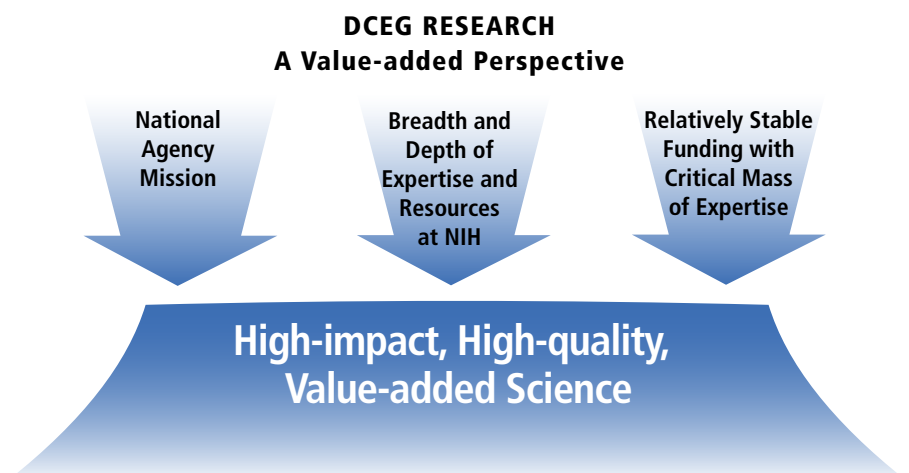 DCEG RESEARCH
A Value-added Perspective
National
Agency
Mission
Breadth and
Depth of
Expertise and
Resources
at NIH
Relatively Stable
Funding with
Critical Mass
of Expertise
High-impact, High-quality,
Value-added Science